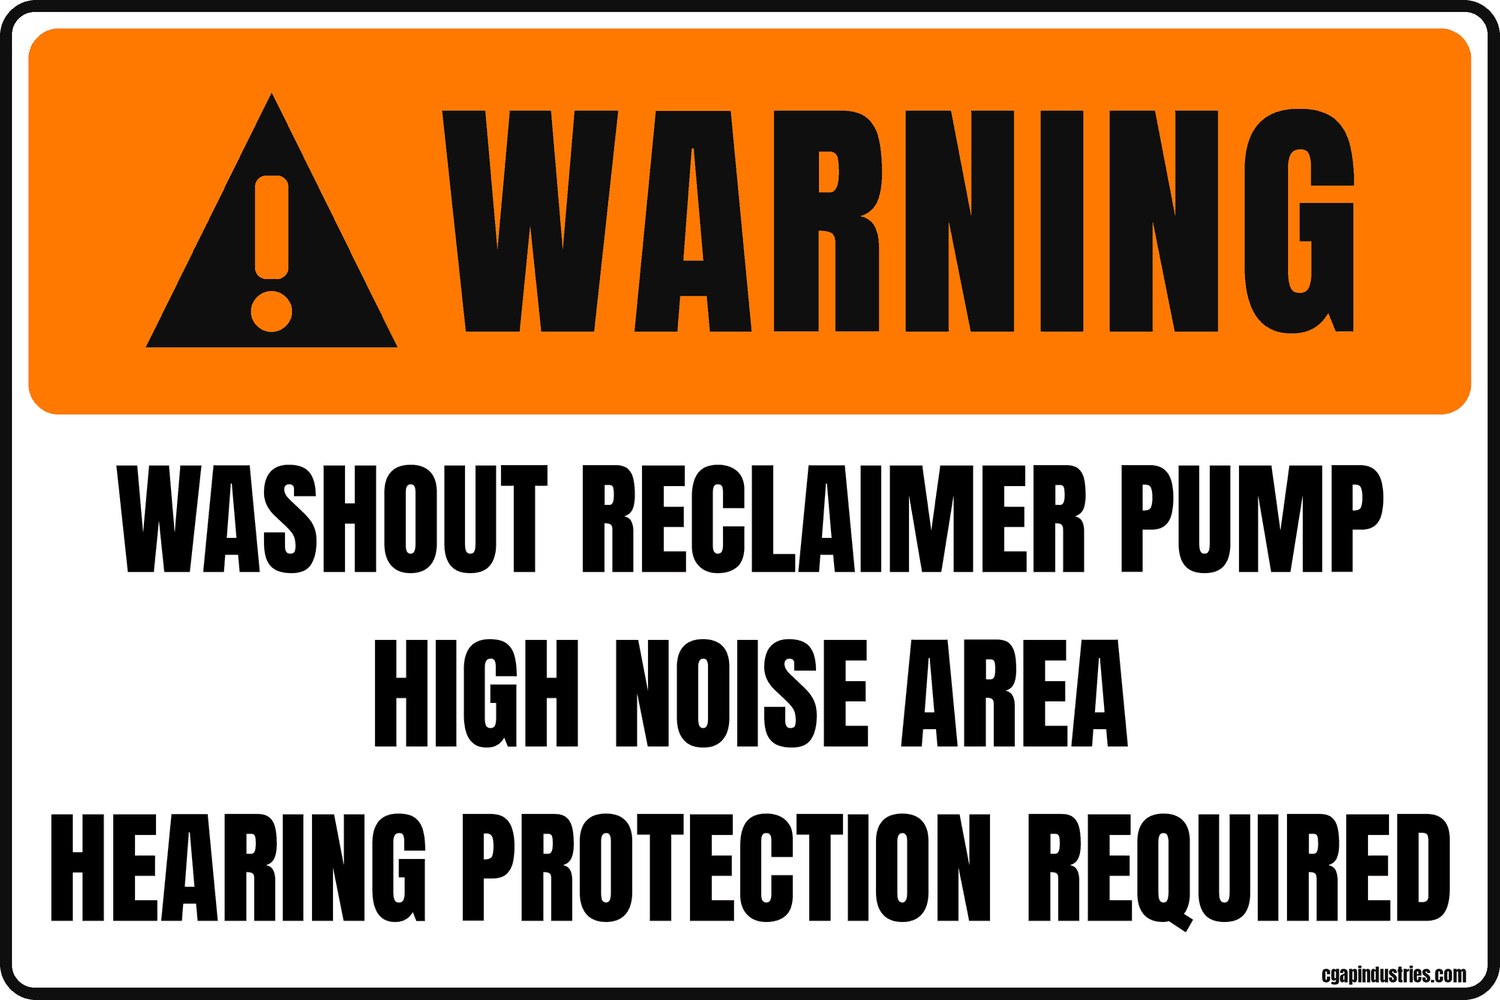 WARNING
WASHOUT RECLAIMER PUMP
HIGH NOISE AREA
HEARING PROTECTION REQUIRED
cgapindustries.com